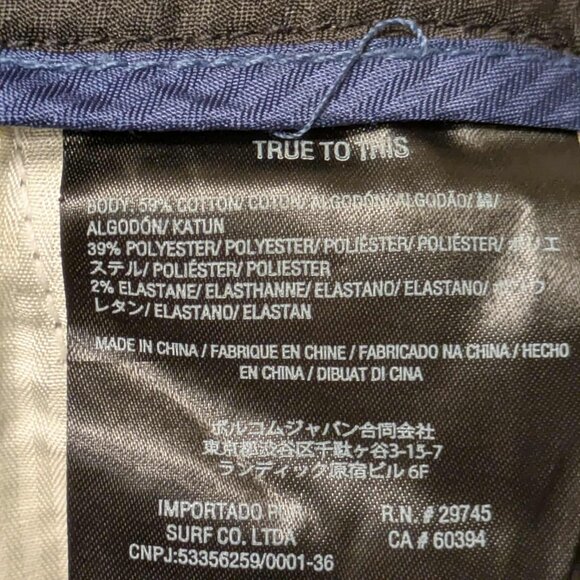 TRUE TO THIS
BODY: 59% COTTON/ COTON/ ALGODÓN/ ALGODÃO/ 綿/
ALGODÓN/ KATUN
39% POLYESTER/ POLYESTER/ POLIÉSTER/ POLIÉSTER/ ポリエ
ステル/ POLIÉSTER/ POLIESTER
2% ELASTANE/ ELASTHANNE/ ELASTANO/ ELASTANO/
レタン/ ELASTANO/ ELASTAN
MADE IN CHINA / FABRIQUE EN CHINE / FABRICADO NA CHINA / HECHO
EN CHINA / DIBUAT DI CINA
ボルコムジャパン合同会社
東京都渋谷区千駄ヶ谷3-15-7
ランディック原宿ビル 6F
IMPORTADO POR
SURF CO. LTDA
CNPJ:53356259/0001-36
R.N. # 29745
CA # 60394